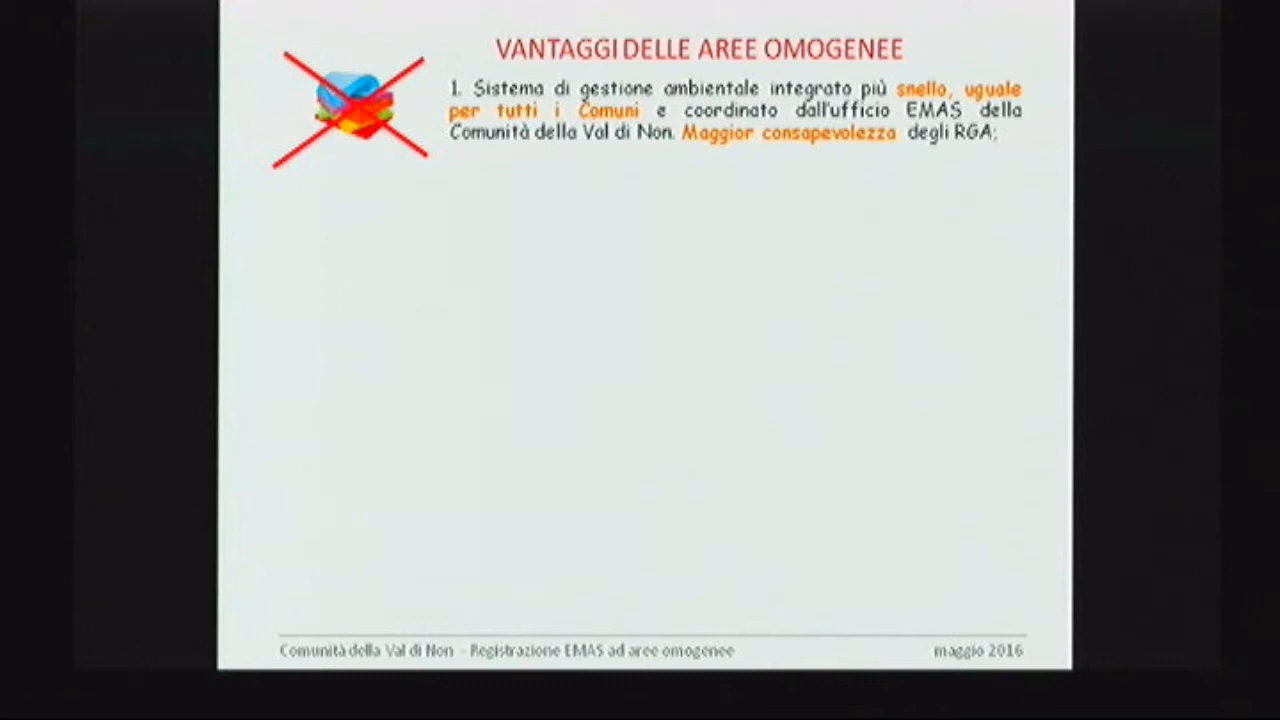 VANTAGGI DELLE AREE OMOGENEE
1. Sistema di gestione ambientale integrato più snello, uguale
per tutti i Comuni e coordinato dall'ufficio EMAS della
Comunità della Val di Non. Maggior consapevolezza degli RGA;
Comunità della Val di Non - Registrazione EMAS ad aree omogenee
maggio 2016